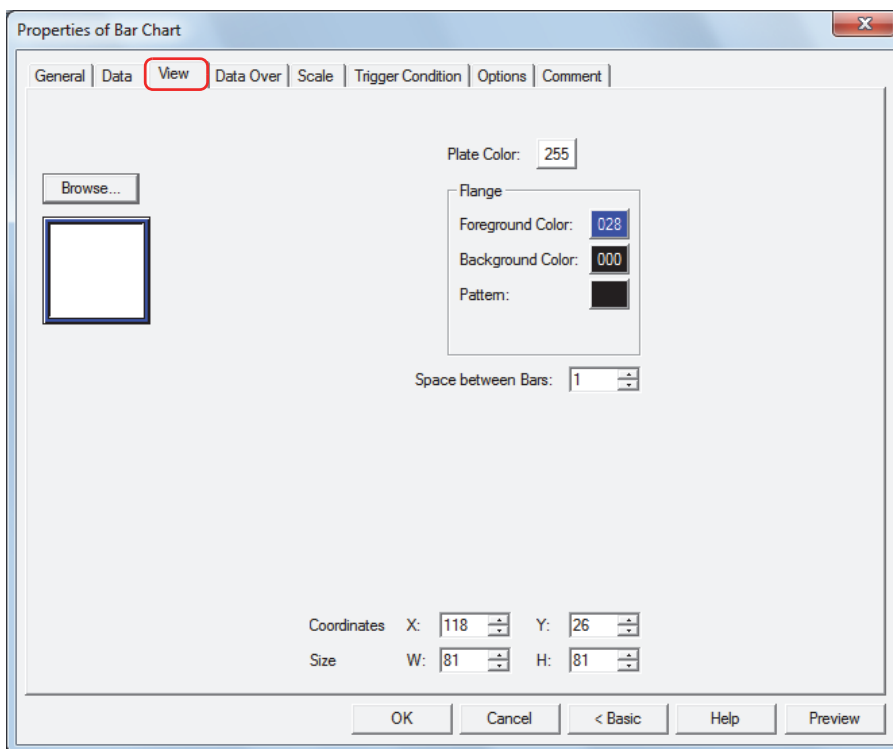 Properties of Bar Chart
X
General Data View Data Over Scale Trigger Condition Options Comment
Plate Color: 255
Browse...
Flange
Foreground Color: 028
Background Color: 000
Pattern:
Space between Bars: 1
Coordinates X: 118 Y: 26
Size W: 81 H: 81
OK Cancel < Basic Help Preview